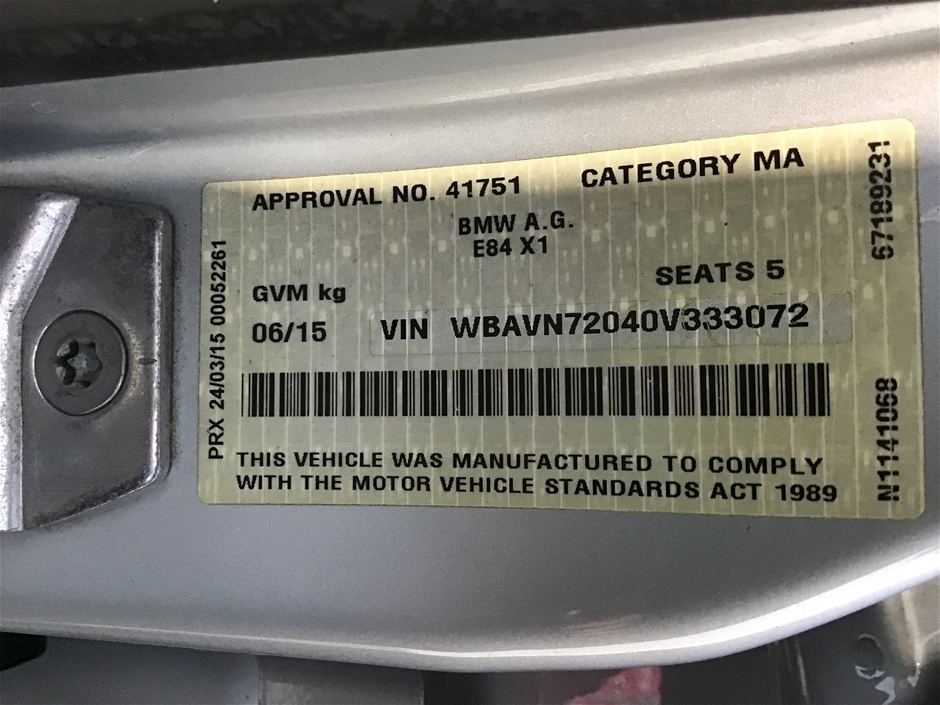 APPROVAL NO. 41751 CATEGORY MA
BMW A.G.
E84 X1
SEATS 5
GVM kg
06/15 VIN WBAVN72040V333072
THIS VEHICLE WAS MANUFACTURED TO COMPLY
WITH THE MOTOR VEHICLE STANDARDS ACT 1989
PRX 24/03/15 00052261
N1141068 67189231